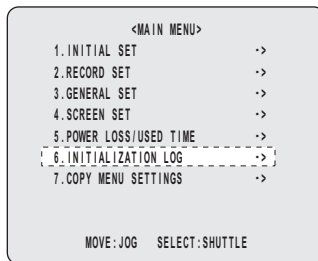 <MAIN MENU>
1.INITIAL SET ->
2.RECORD SET ->
3.GENERAL SET ->
4.SCREEN SET ->
5.POWER LOSS/USED TIME ->
6.INITIALIZATION LOG ->
7.COPY MENU SETTINGS ->
MOVE:JOG SELECT:SHUTTLE